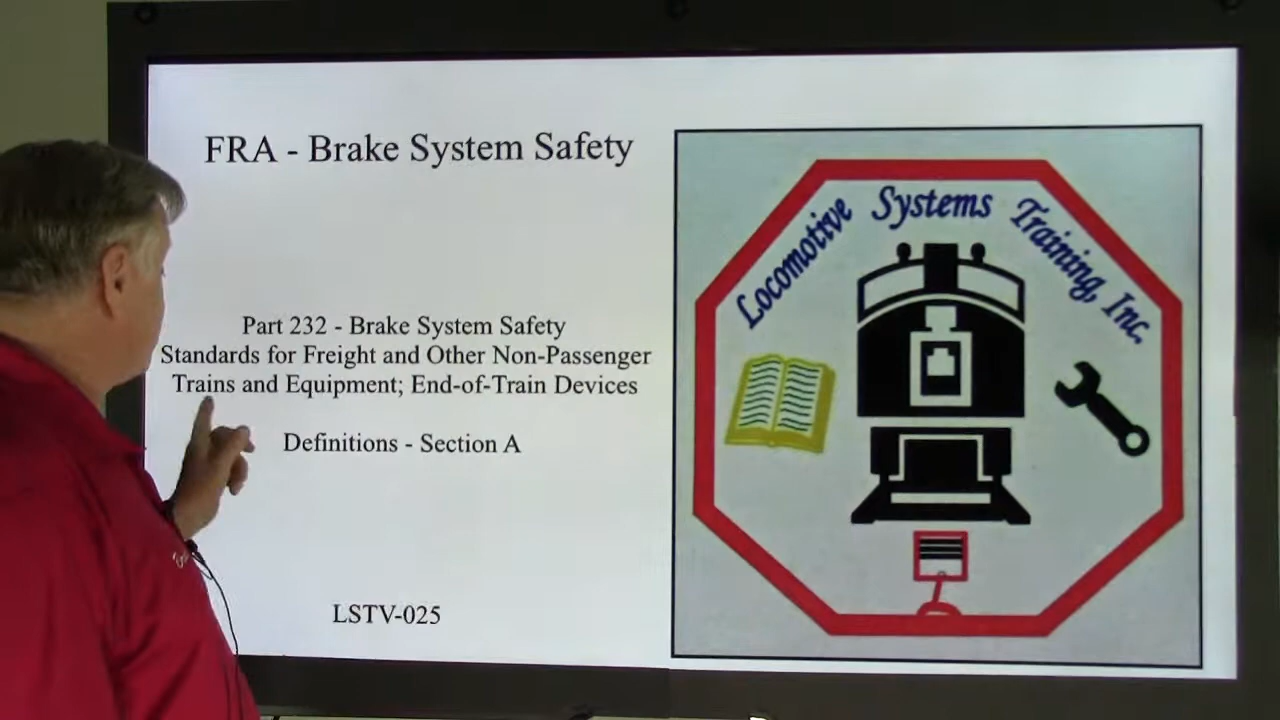 FRA - Brake System Safety
Part 232 - Brake System Safety
Standards for Freight and Other Non-Passenger
Trains and Equipment; End-of-Train Devices
Definitions - Section A
LSTV-025
Locomotive Systems Training, Inc.